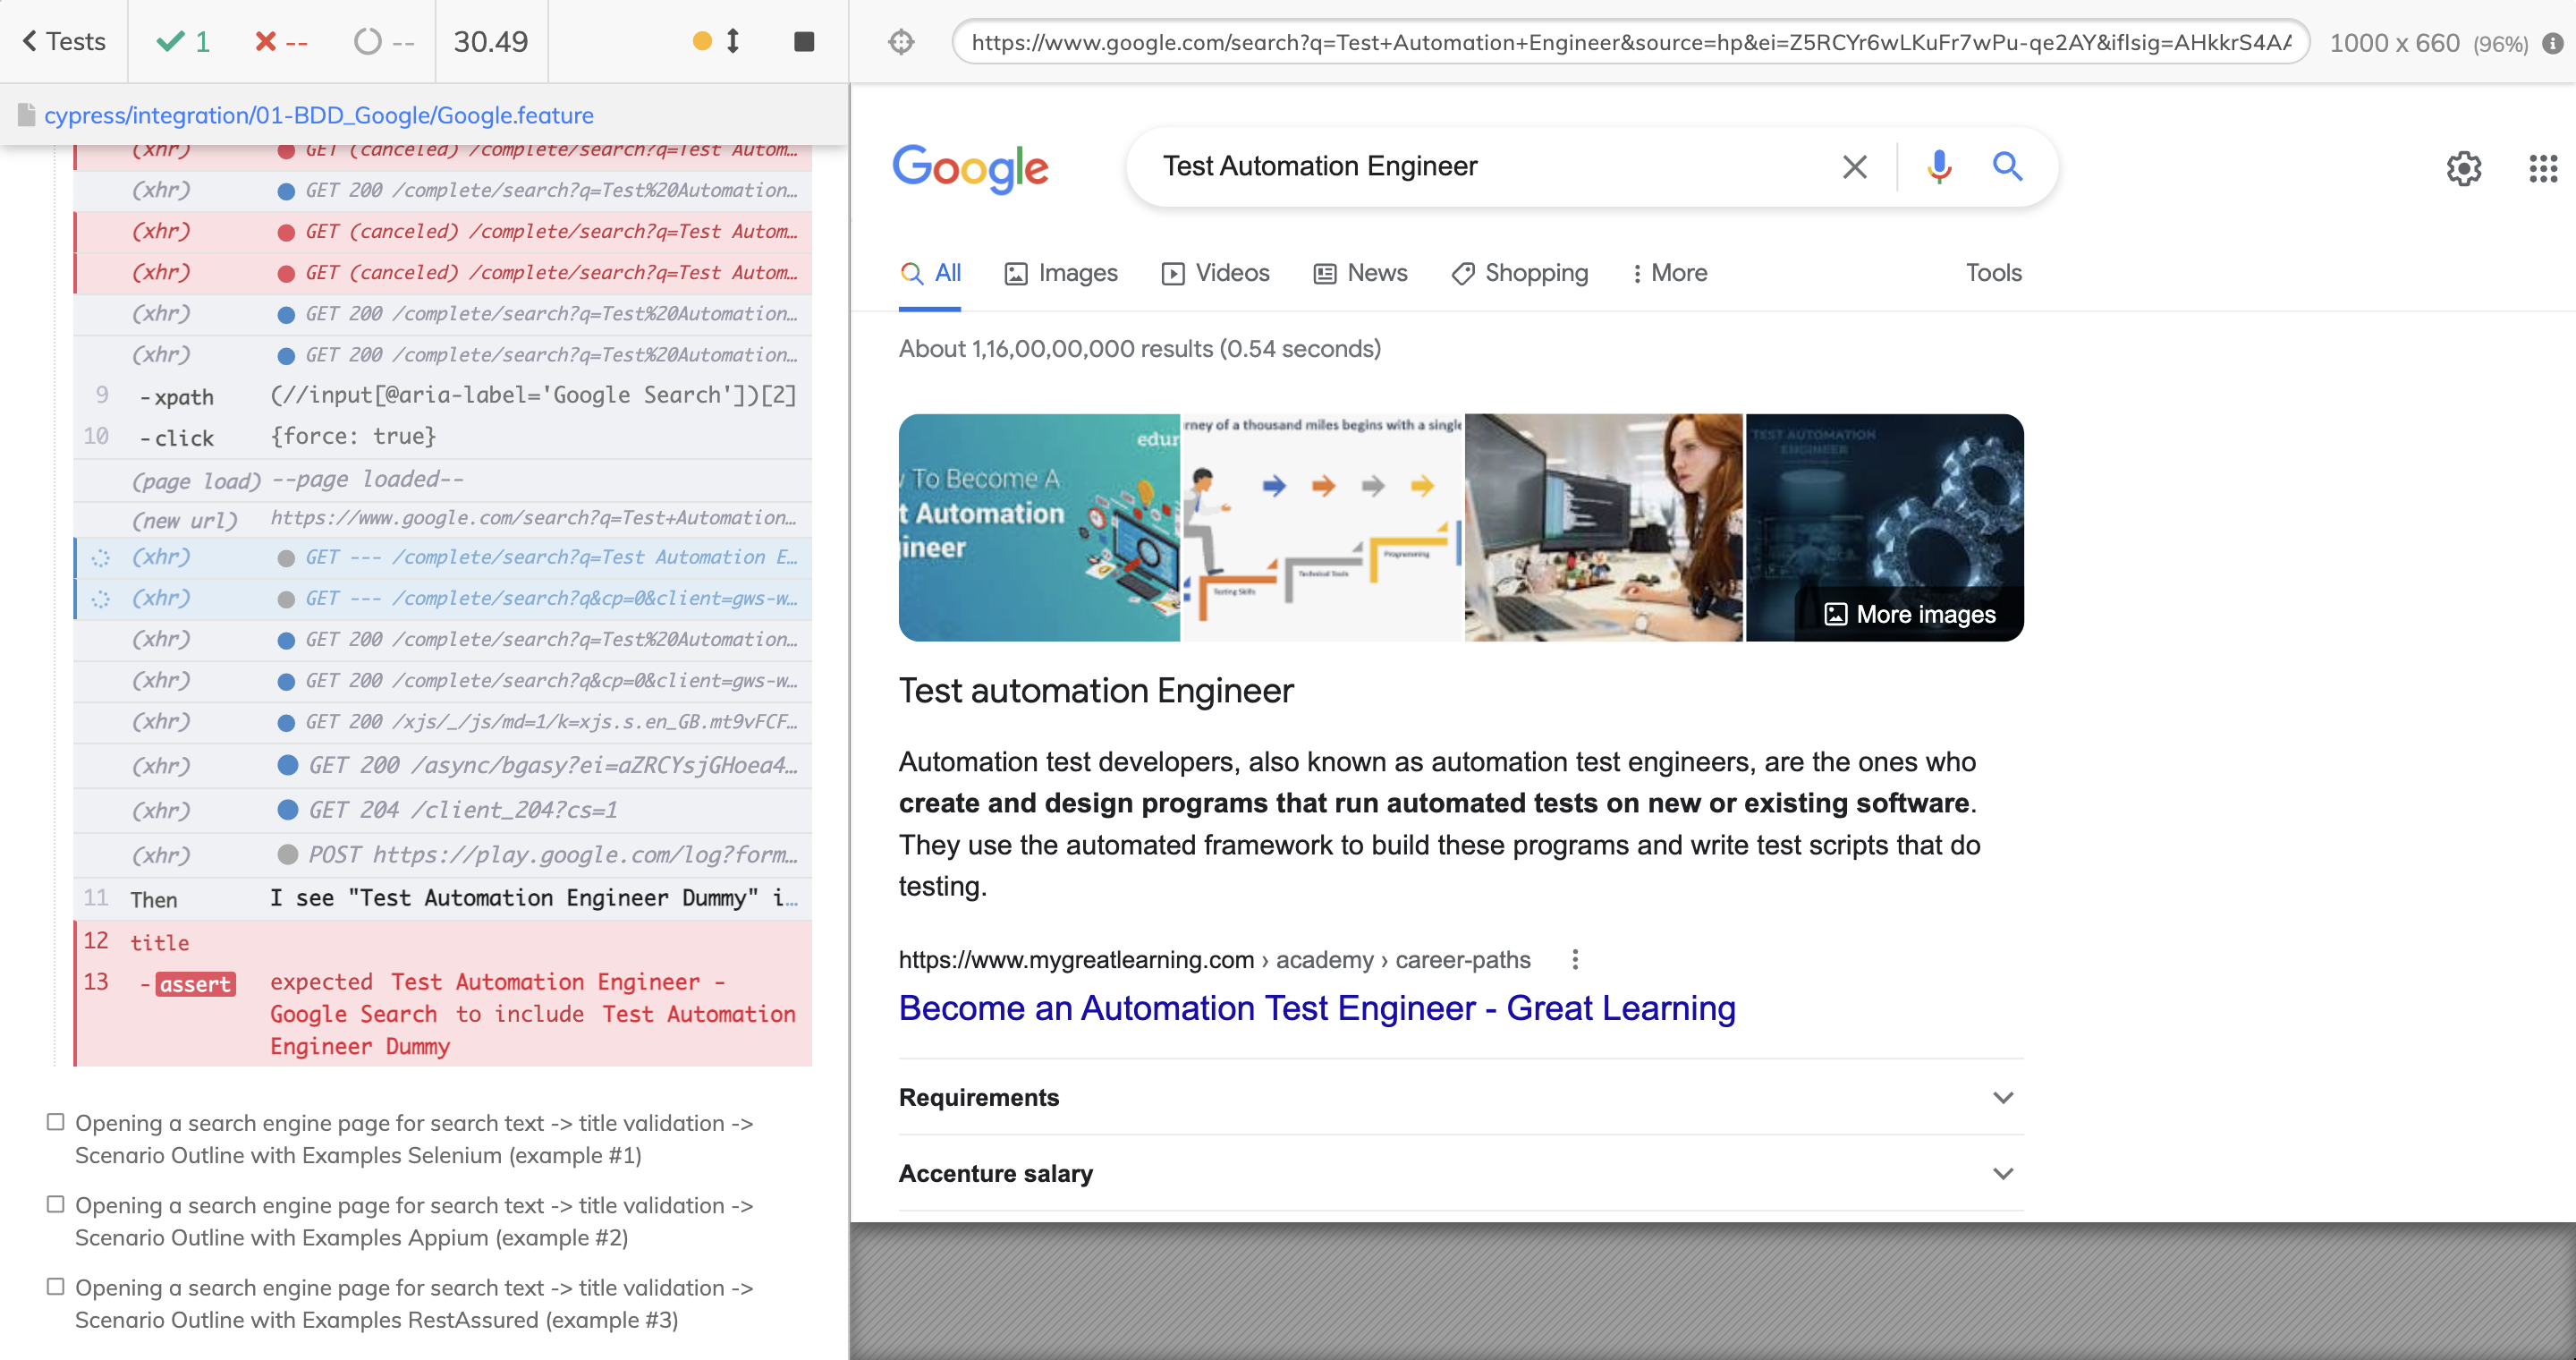 Tests
1
--
--
30.49
https://www.google.com/search?q=Test+Automation+Engineer&source=hp&ei=Z5RCYr6wLKuFr7wPu-qe2AY&iflsig=AHkkrS4AA
1000 x 660 (96%)
cypress/integration/01-BDD_Google/Google.feature
(xhr) GET (canceled) /complete/search?q=Test Autom…
(xhr) GET 200 /complete/search?q=Test%20Automation…
(xhr) GET (canceled) /complete/search?q=Test Autom…
(xhr) GET (canceled) /complete/search?q=Test Autom…
(xhr) GET 200 /complete/search?q=Test%20Automation…
(xhr) GET 200 /complete/search?q=Test%20Automation…
9 -xpath (//input[@aria-label='Google Search'])[2]
10 -click {force: true}
(page load) --page loaded--
(new url) https://www.google.com/search?q=Test+Automation…
(xhr) GET --- /complete/search?q=Test Automation E…
(xhr) GET --- /complete/search?q&cp=0&client=gws-w…
(xhr) GET 200 /complete/search?q=Test%20Automation…
(xhr) GET 200 /complete/search?q&cp=0&client=gws-w…
(xhr) GET 200 /xjs/_/js/md=1/k=xjs.s.en_GB.mt9vFCF…
(xhr) GET 200 /async/bgasy?ei=aZRCYsjGHoea4…
(xhr) GET 204 /client_204?cs=1
(xhr) POST https://play.google.com/log?form…
11 Then I see "Test Automation Engineer Dummy" i…
12 title
13 -assert expected Test Automation Engineer -
Google Search to include Test Automation
Engineer Dummy
Opening a search engine page for search text -> title validation ->
Scenario Outline with Examples Selenium (example #1)
Opening a search engine page for search text -> title validation ->
Scenario Outline with Examples Appium (example #2)
Opening a search engine page for search text -> title validation ->
Scenario Outline with Examples RestAssured (example #3)
Google
Test Automation Engineer
All Images Videos News Shopping More Tools
About 1,16,00,00,000 results (0.54 seconds)
edur
To Become A
t Automation
ineer
rney of a thousand miles begins with a single
Programming
Technical Tools
Testing Skills
TEST AUTOMATION
ENGINEER
More images
Test automation Engineer
Automation test developers, also known as automation test engineers, are the ones who
create and design programs that run automated tests on new or existing software.
They use the automated framework to build these programs and write test scripts that do
testing.
https://www.mygreatlearning.com › academy › career-paths
Become an Automation Test Engineer - Great Learning
Requirements
Accenture salary